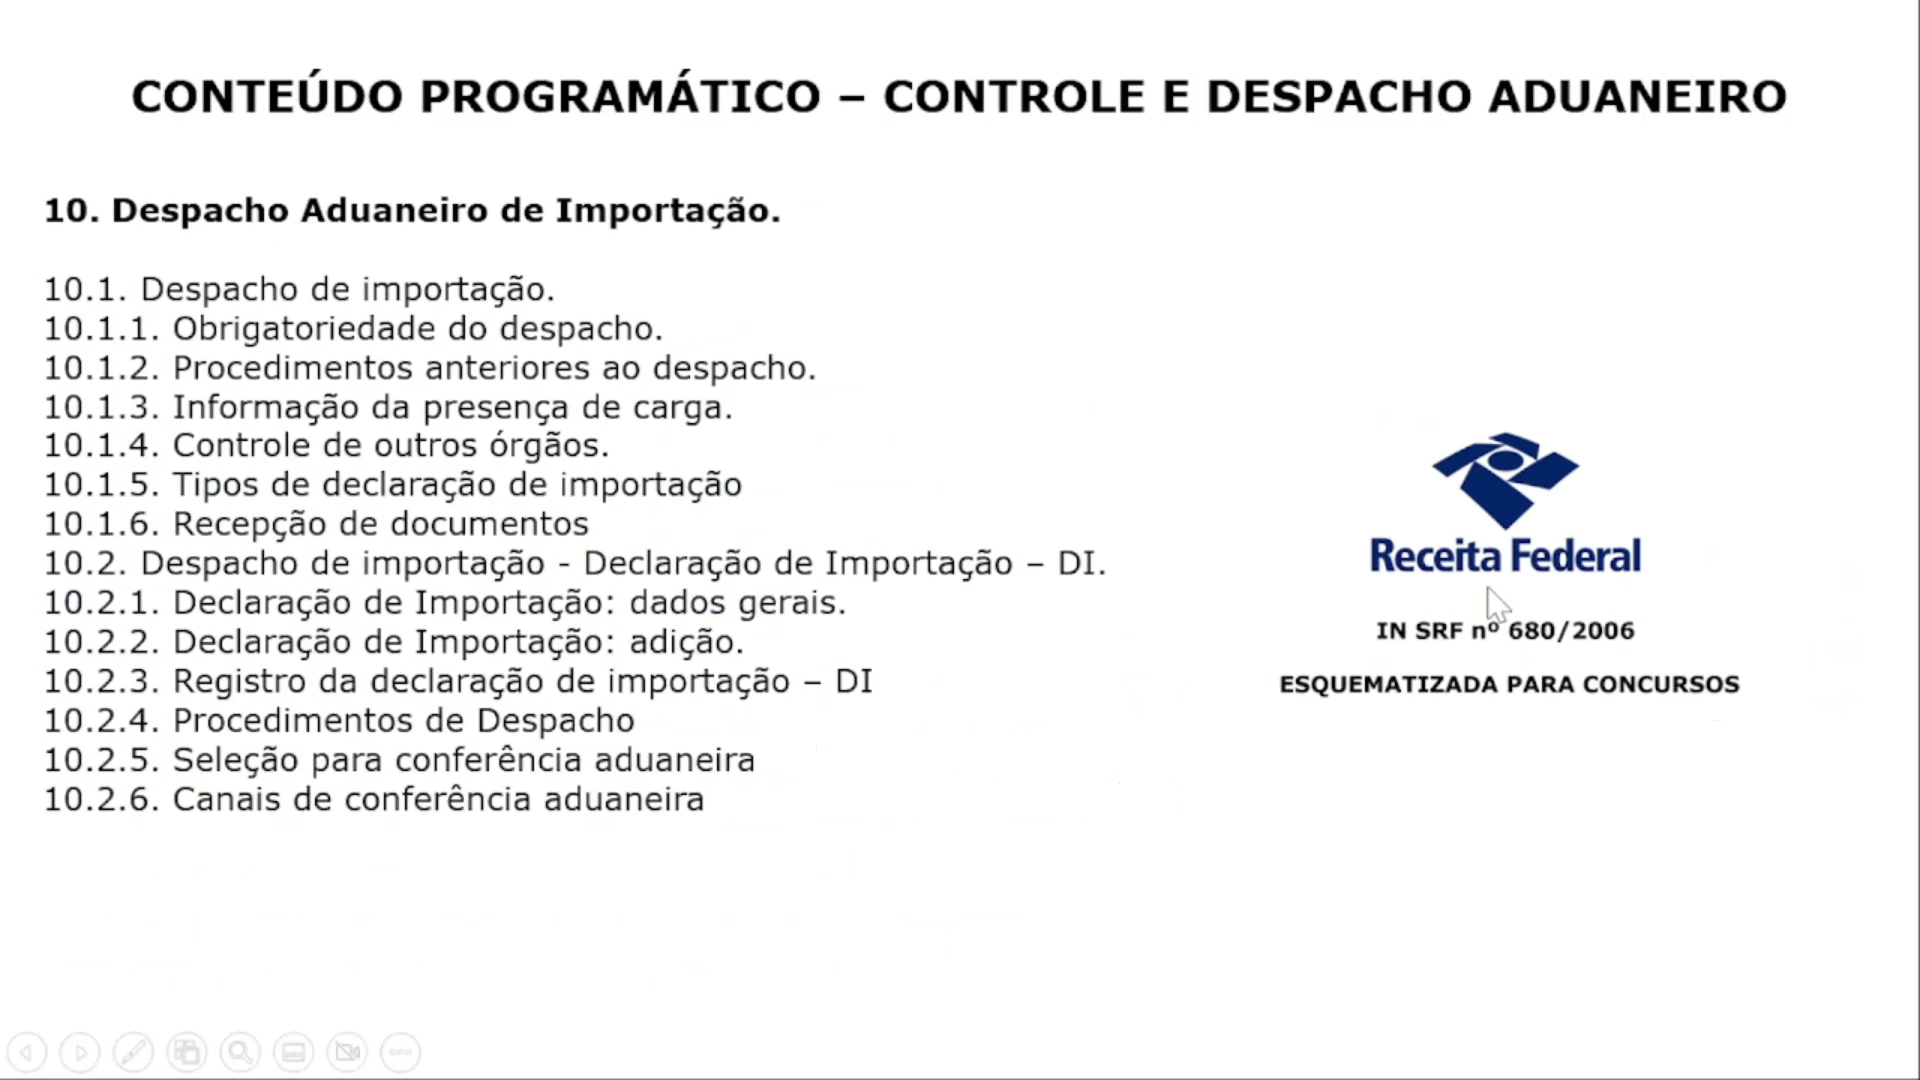 CONTEÚDO PROGRAMÁTICO – CONTROLE E DESPACHO ADUANEIRO
10. Despacho Aduaneiro de Importação.
10.1. Despacho de importação.
10.1.1. Obrigatoriedade do despacho.
10.1.2. Procedimentos anteriores ao despacho.
10.1.3. Informação da presença de carga.
10.1.4. Controle de outros órgãos.
10.1.5. Tipos de declaração de importação
10.1.6. Recepção de documentos
10.2. Despacho de importação - Declaração de Importação – DI.
10.2.1. Declaração de Importação: dados gerais.
10.2.2. Declaração de Importação: adição.
10.2.3. Registro da declaração de importação – DI
10.2.4. Procedimentos de Despacho
10.2.5. Seleção para conferência aduaneira
10.2.6. Canais de conferência aduaneira
Receita Federal
IN SRF nº 680/2006
ESQUEMATIZADA PARA CONCURSOS